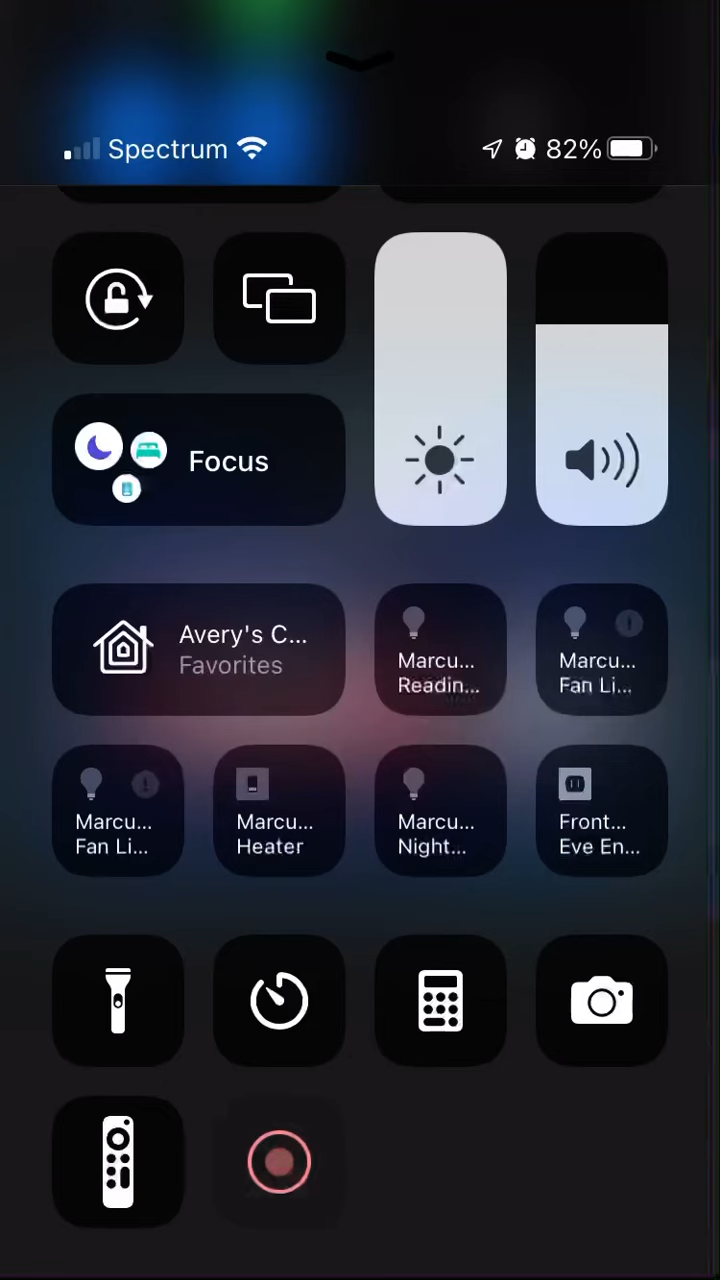 Spectrum 82%
Focus
Avery's C...
Favorites
Marcu...
Readin...
Marcu...
Fan Li...
Marcu...
Fan Li...
Marcu...
Heater
Marcu...
Night...
Front...
Eve En...